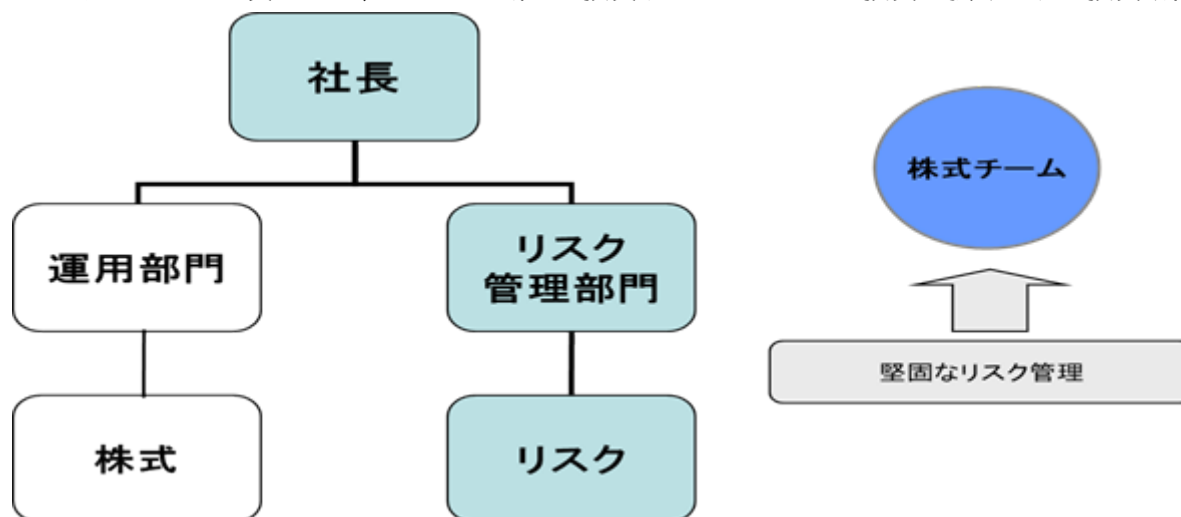 社長
運用部門
リスク
管理部門
株式
リスク
株式チーム
堅固なリスク管理